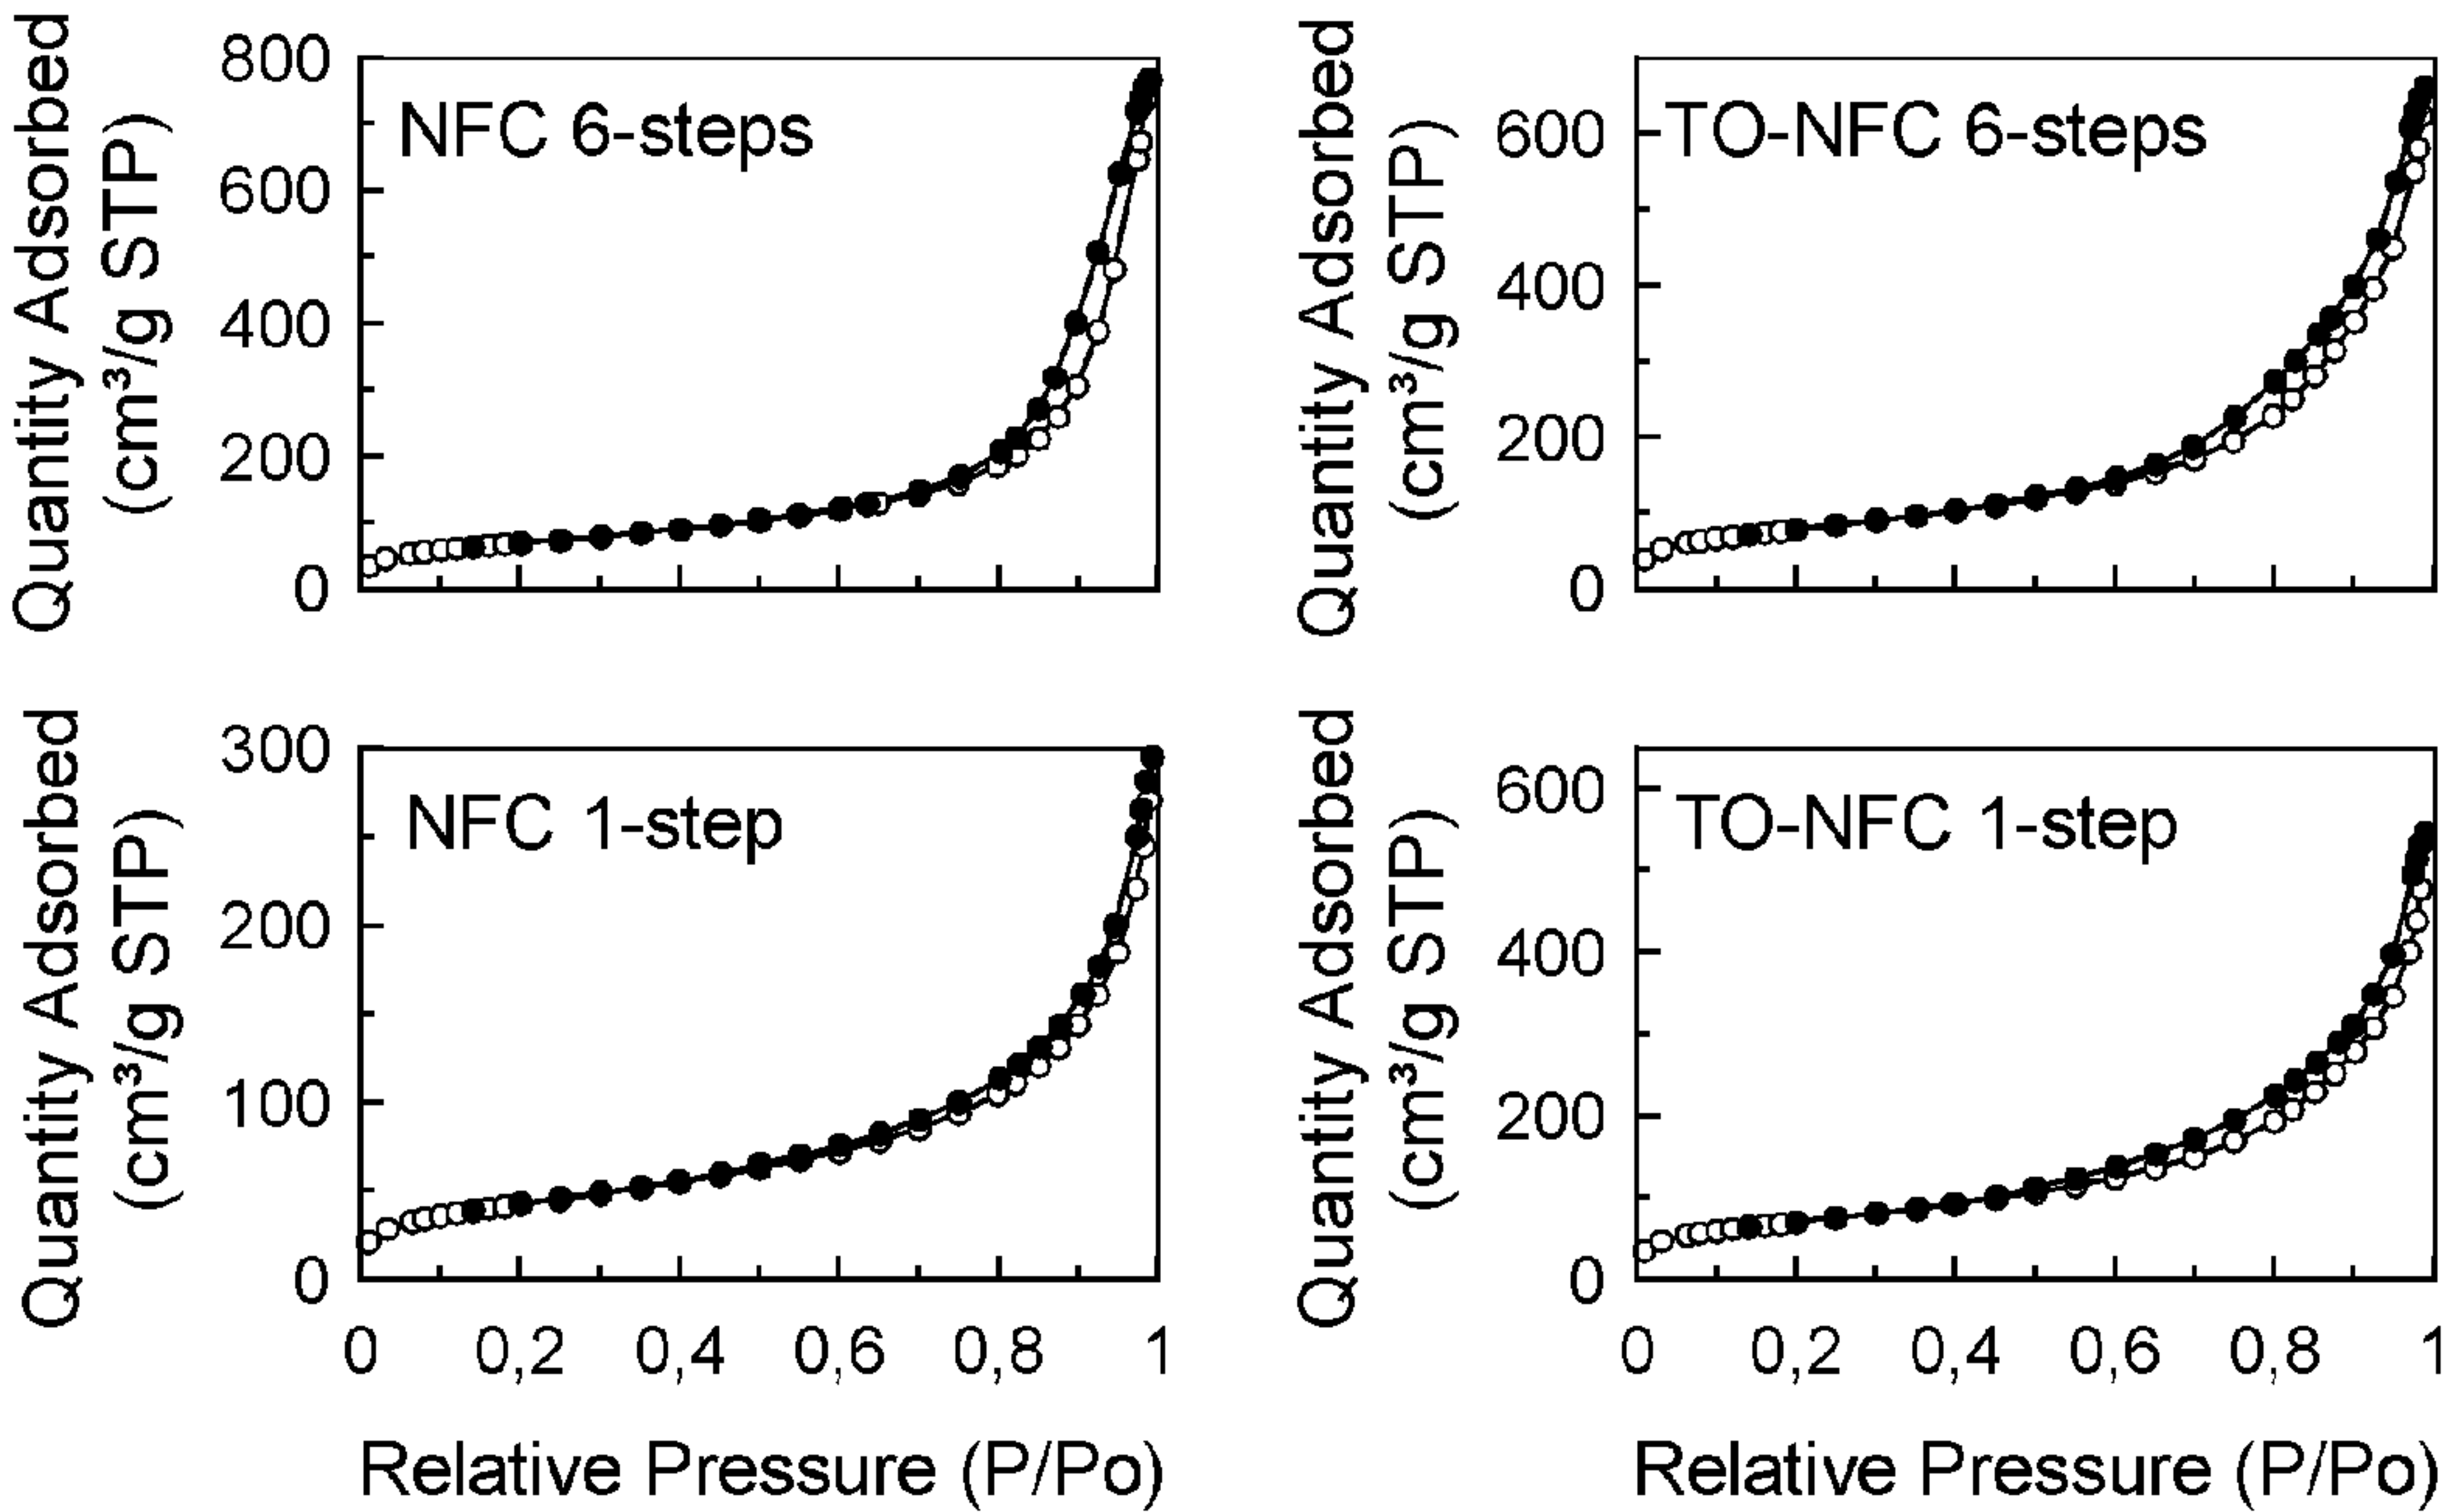 Quantity Adsorbed
(cm³/g STP)
800
600
400
200
0
NFC 6-steps
Quantity Adsorbed
(cm³/g STP)
600
400
200
0
TO-NFC 6-steps
Quantity Adsorbed
(cm³/g STP)
300
200
100
0
NFC 1-step
0 0,2 0,4 0,6 0,8 1
Relative Pressure (P/Po)
Quantity Adsorbed
(cm³/g STP)
600
400
200
0
TO-NFC 1-step
0 0,2 0,4 0,6 0,8 1
Relative Pressure (P/Po)